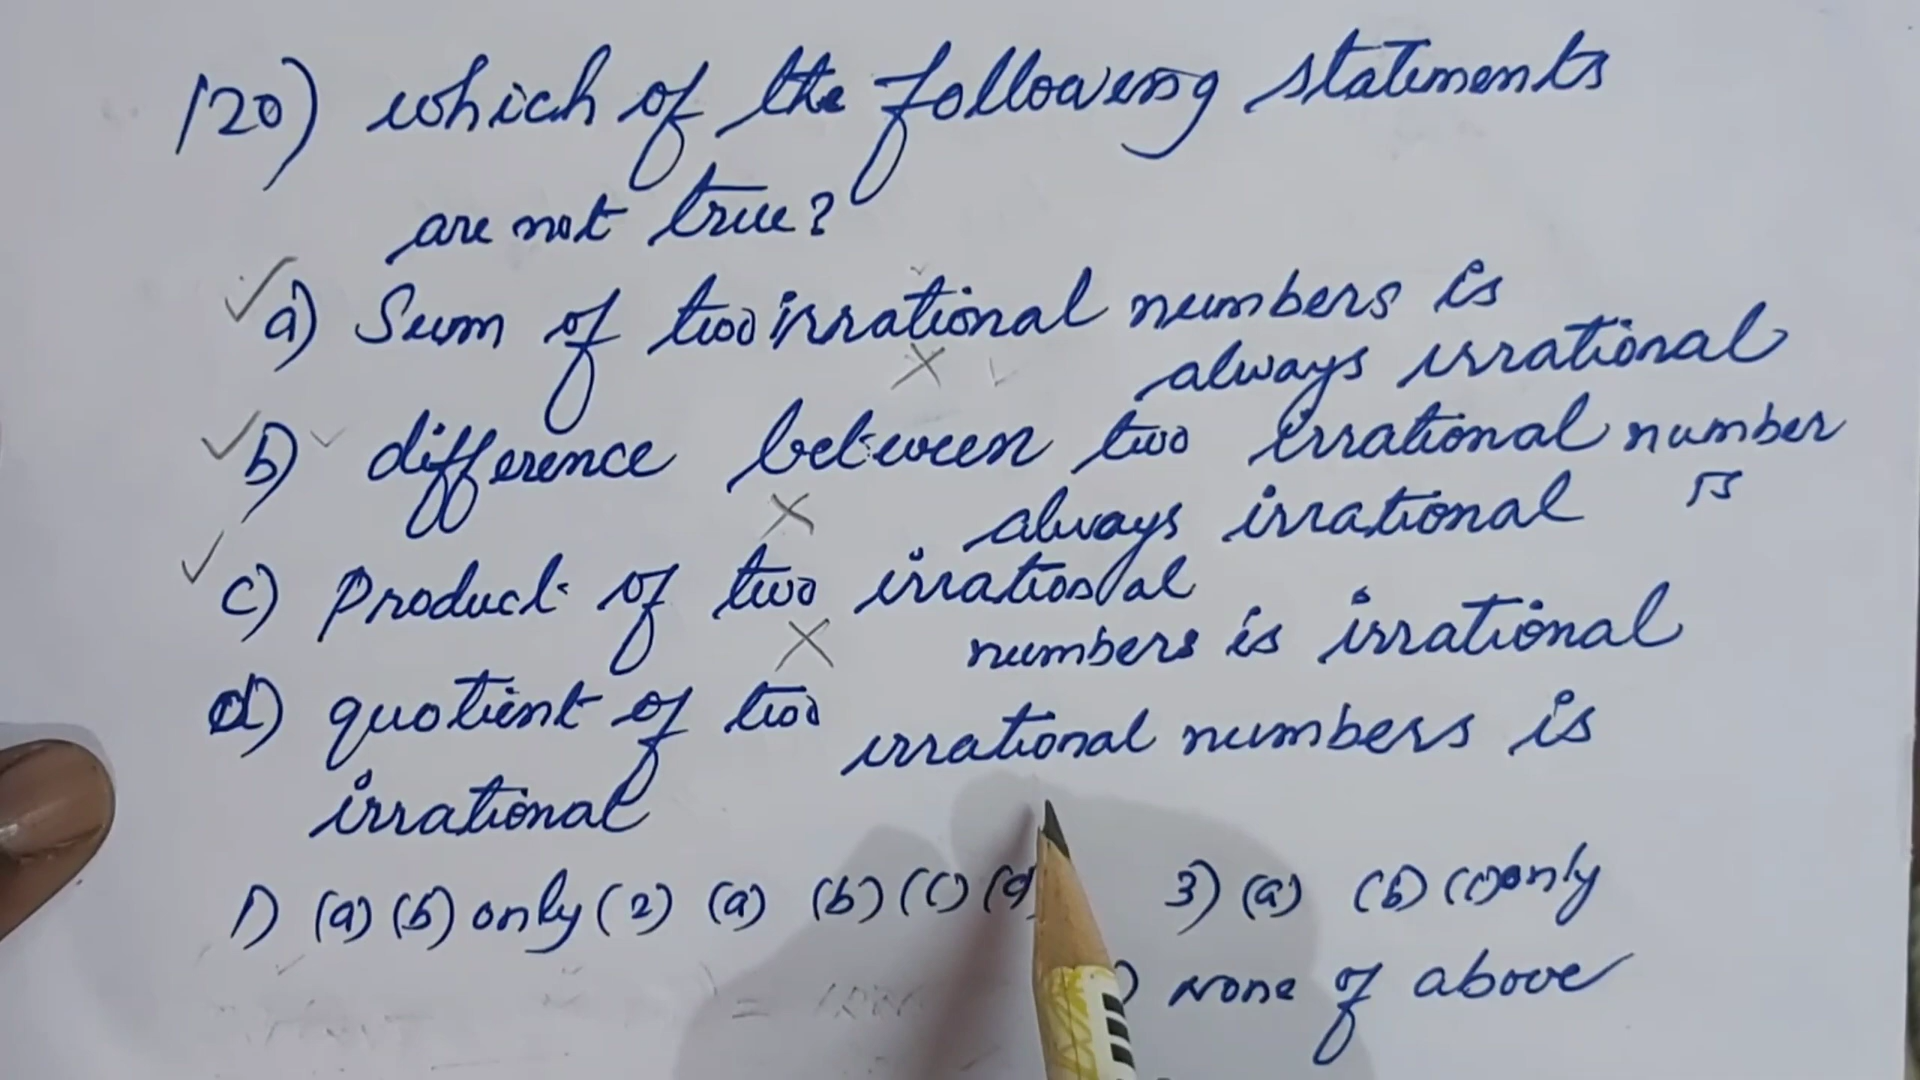 120) which of the following statements
are not true?
a) Sum of two irrational numbers is
always irrational
b) difference between two irrational number is
always irrational
c) Product of two irrational
numbers is irrational
d) quotient of two irrational numbers is
irrational
1) (a) (b) only (2) (a) (b) (c) (d) 3) (a) (b) (c) only
) None of above